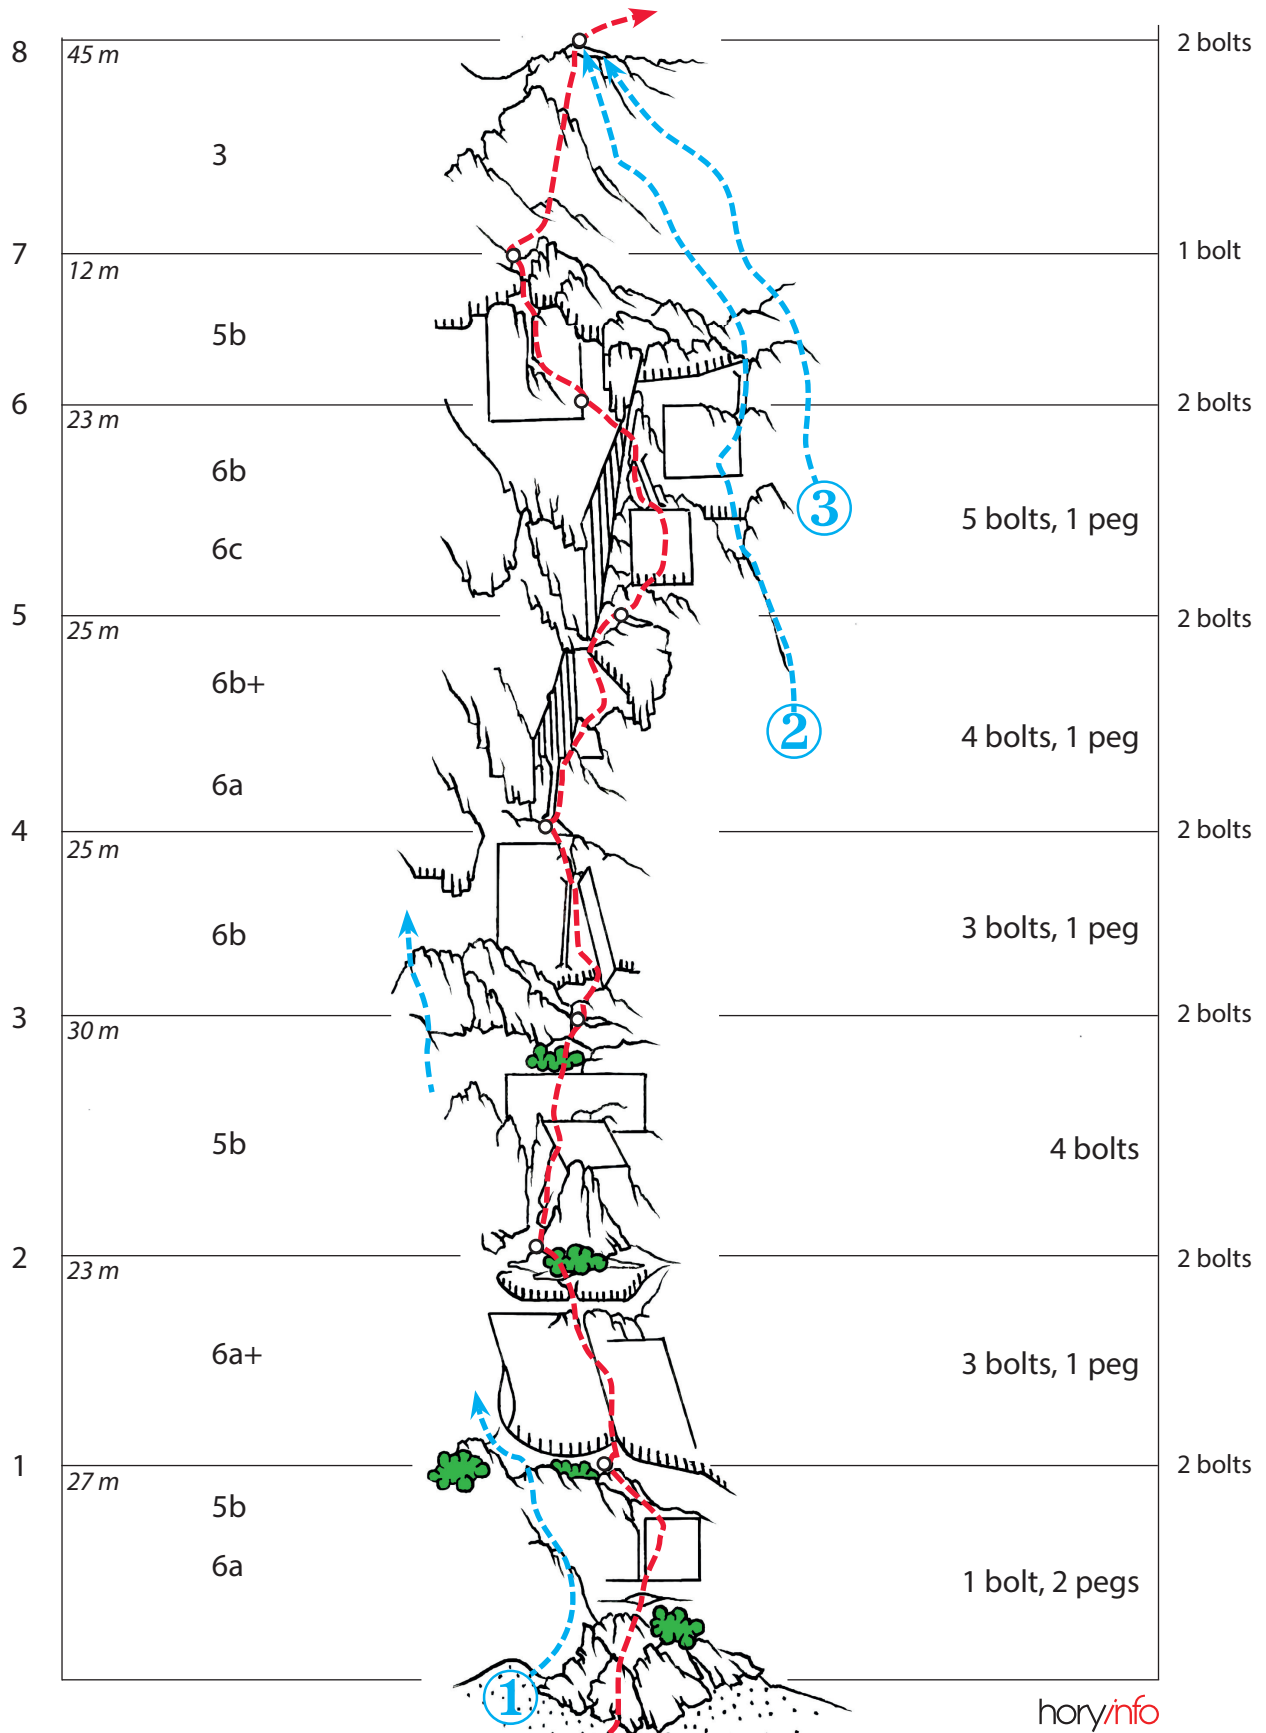 8 45 m 2 bolts
3
7 12 m 1 bolt
5b
6 23 m 2 bolts
6b
3 5 bolts, 1 peg
6c
5 25 m 2 bolts
6b+
2 4 bolts, 1 peg
6a
4 25 m 2 bolts
6b 3 bolts, 1 peg
3 30 m 2 bolts
5b 4 bolts
2 23 m 2 bolts
6a+ 3 bolts, 1 peg
1 27 m 2 bolts
5b
6a 1 bolt, 2 pegs
1
hory/info